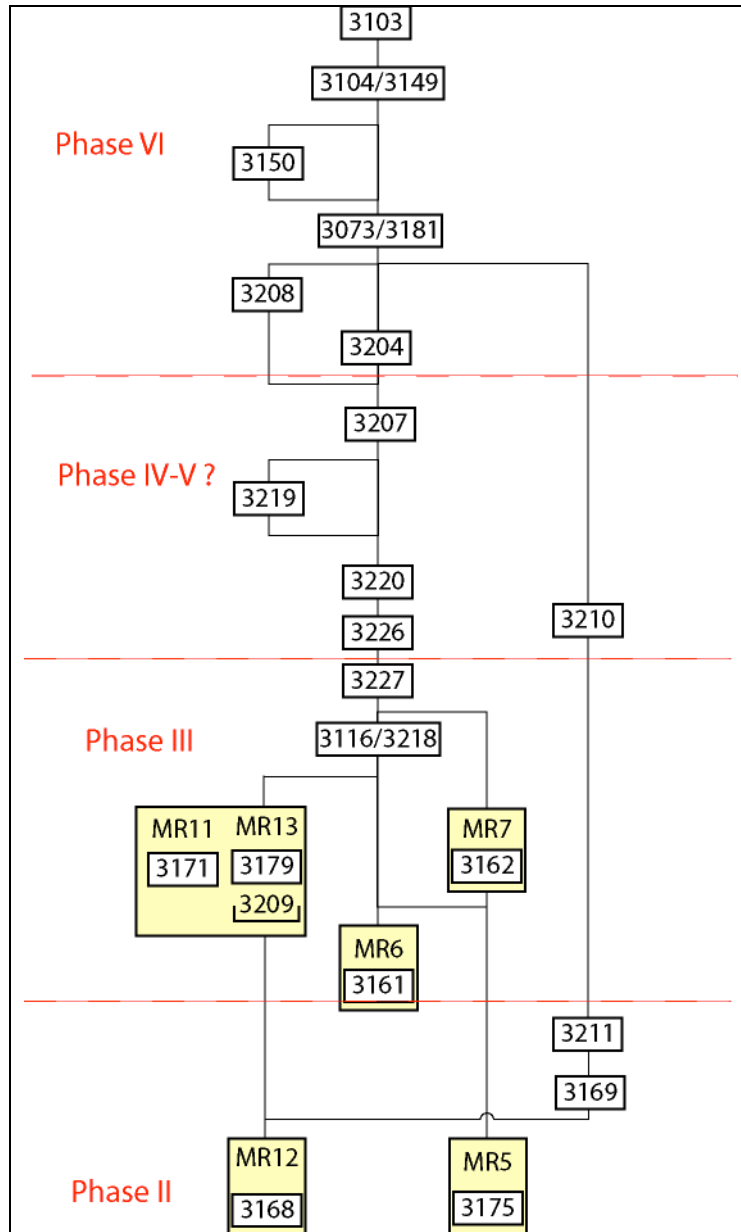 3103
3104/3149
Phase VI
3150
3073/3181
3208
3204
3207
Phase IV-V ?
3219
3220
3210
3226
3227
Phase III
3116/3218
MR11 MR13 MR7
3171 3179 3162
3209
MR6
3161
3211
3169
MR12 MR5
Phase II 3168 3175